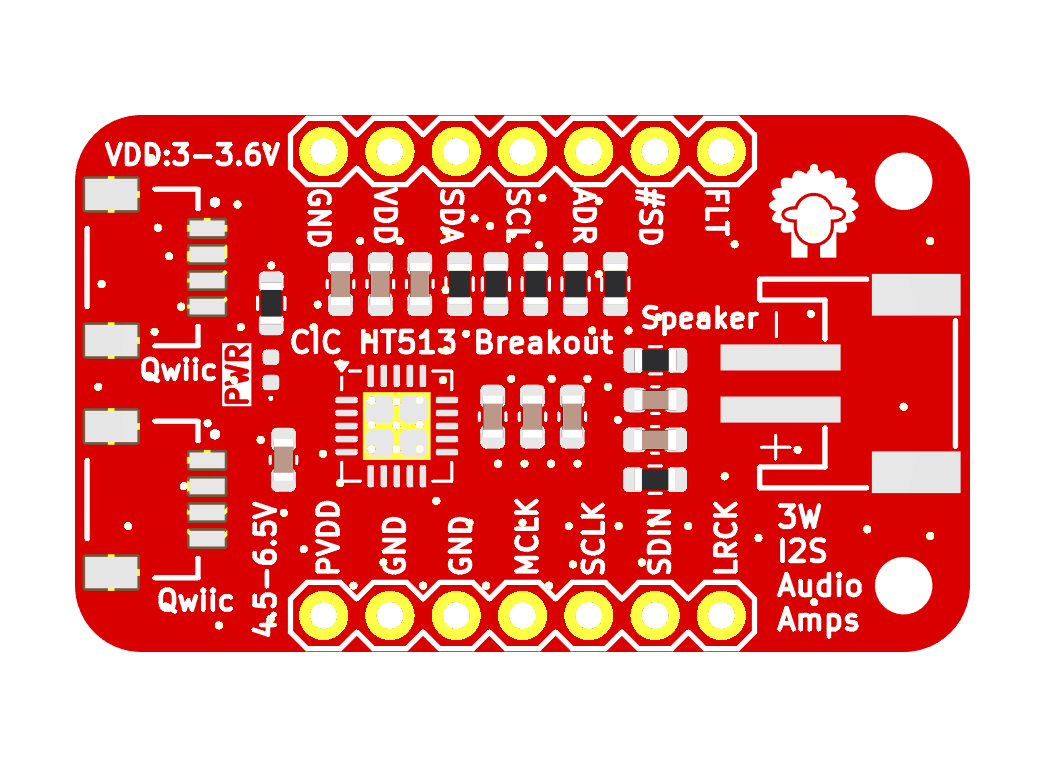 VDD:3-3.6V
GND
VDD
SDA
SCL
ADR
#SD
FLT
Speaker
-
CIC HT513 Breakout
Qwiic
PWR
+
4.5-6.5V
PVDD
GND
GND
MCLK
SCLK
SDIN
LRCK
3W
I2S
Audio
Amps
Qwiic